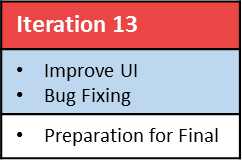 Iteration 13
• Improve UI
• Bug Fixing
• Preparation for Final